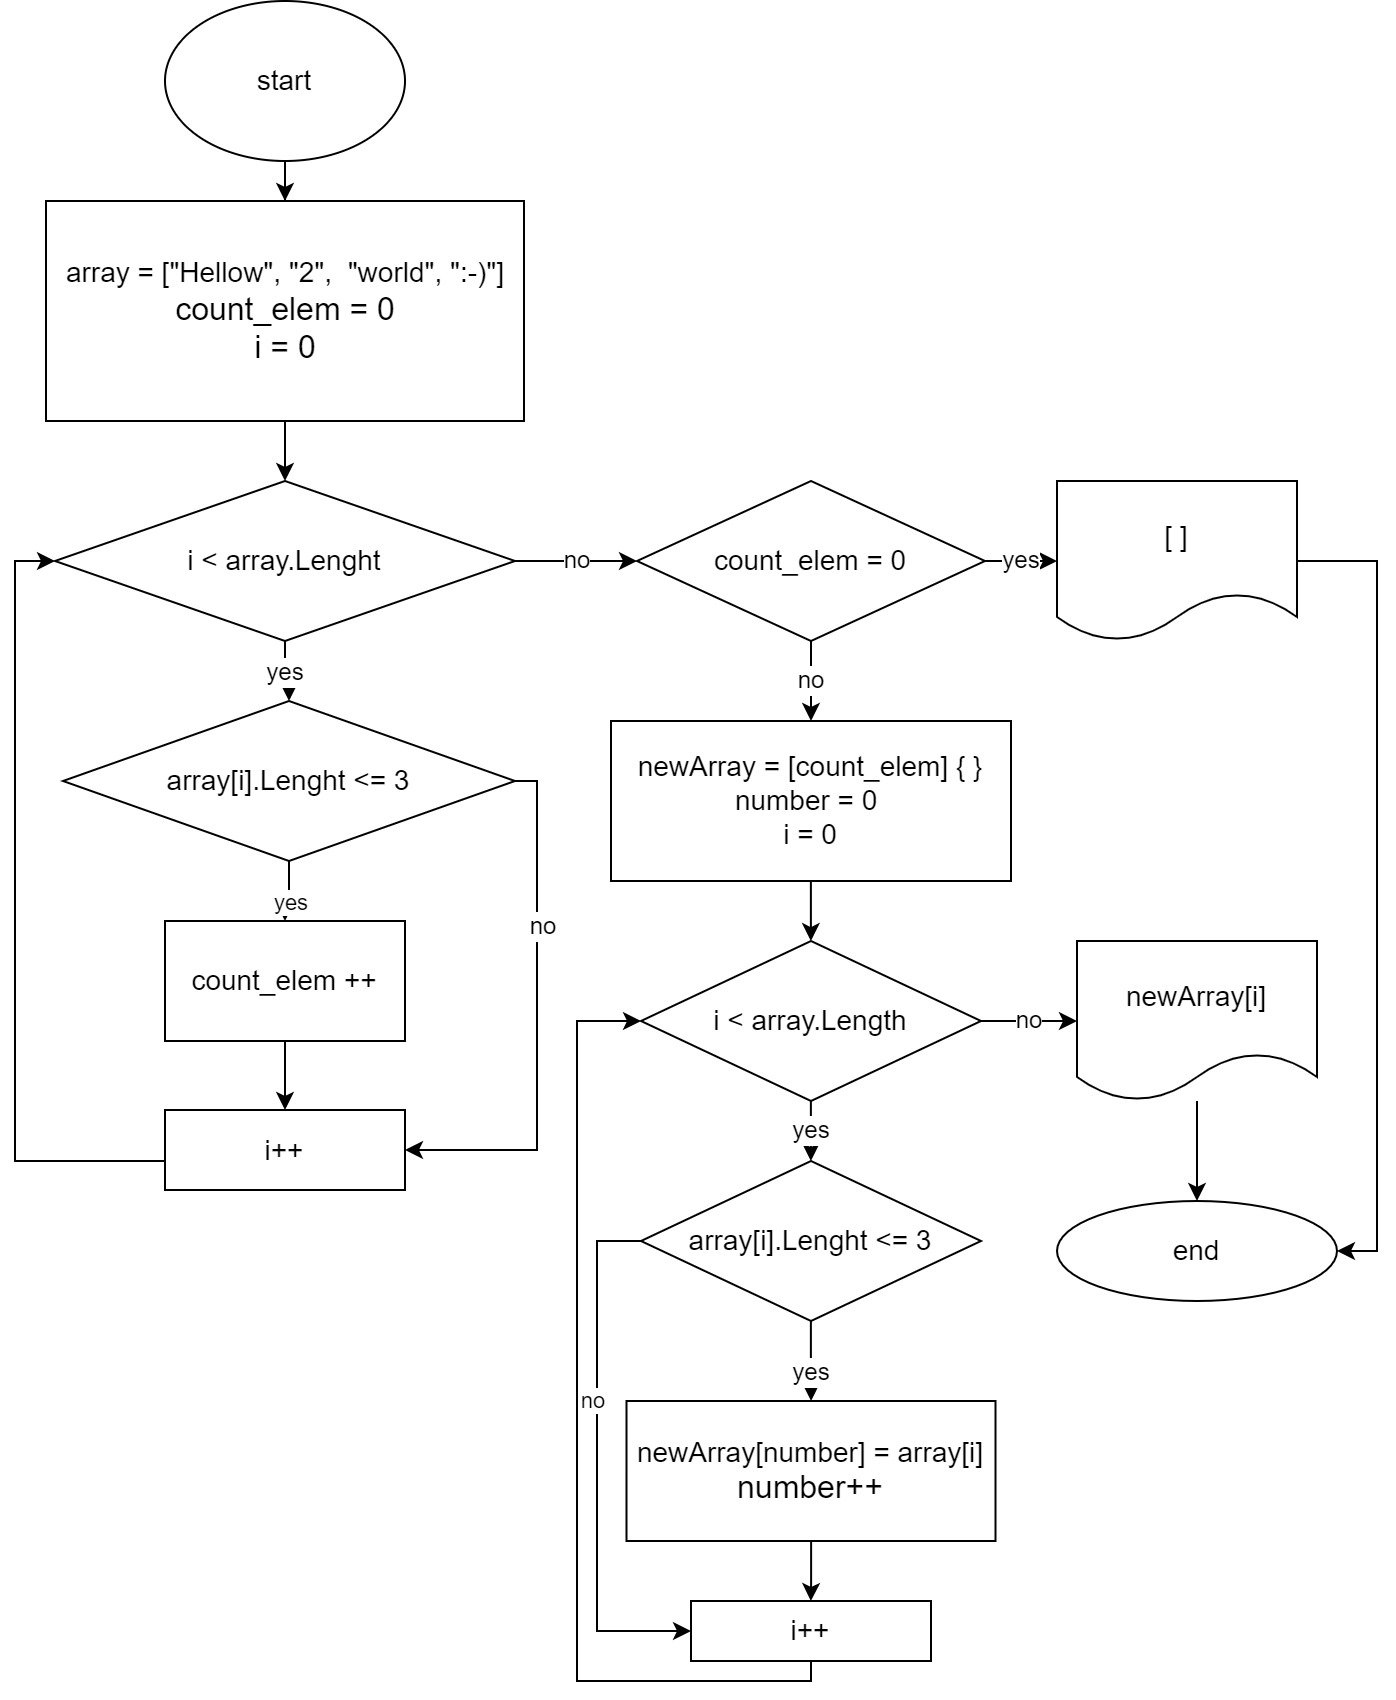 start
array = ["Hellow", "2",  "world", ":-)"]
count_elem = 0
i = 0
i < array.Lenght
no
count_elem = 0
yes
[ ]
yes
no
array[i].Lenght <= 3
newArray = [count_elem] { }
number = 0
i = 0
yes
no
count_elem ++
i < array.Length
no
newArray[i]
i++
yes
array[i].Lenght <= 3
end
yes
no
newArray[number] = array[i]
number++
i++